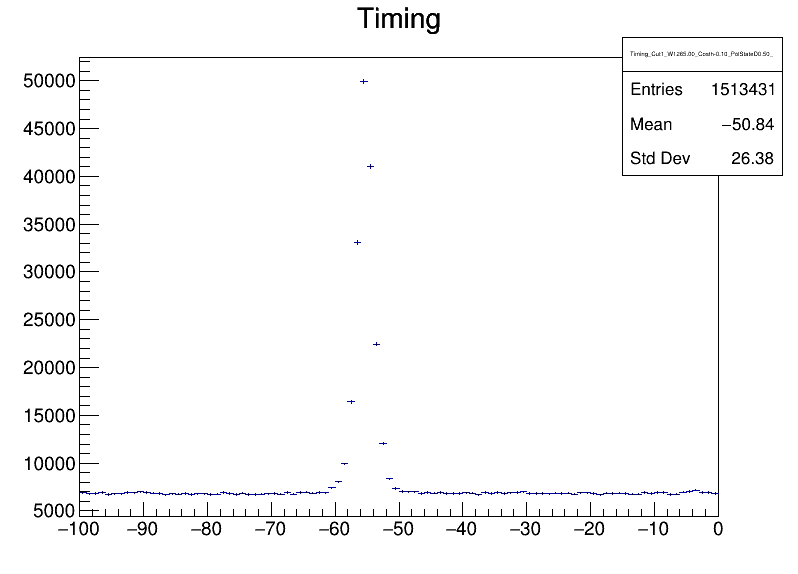 Timing
Timing_Cut1_W1265.00_Costh-0.10_PolStateD0.50_
Entries 1513431
Mean −50.84
Std Dev 26.38
50000
45000
40000
35000
30000
25000
20000
15000
10000
5000
−100 −90 −80 −70 −60 −50 −40 −30 −20 −10 0